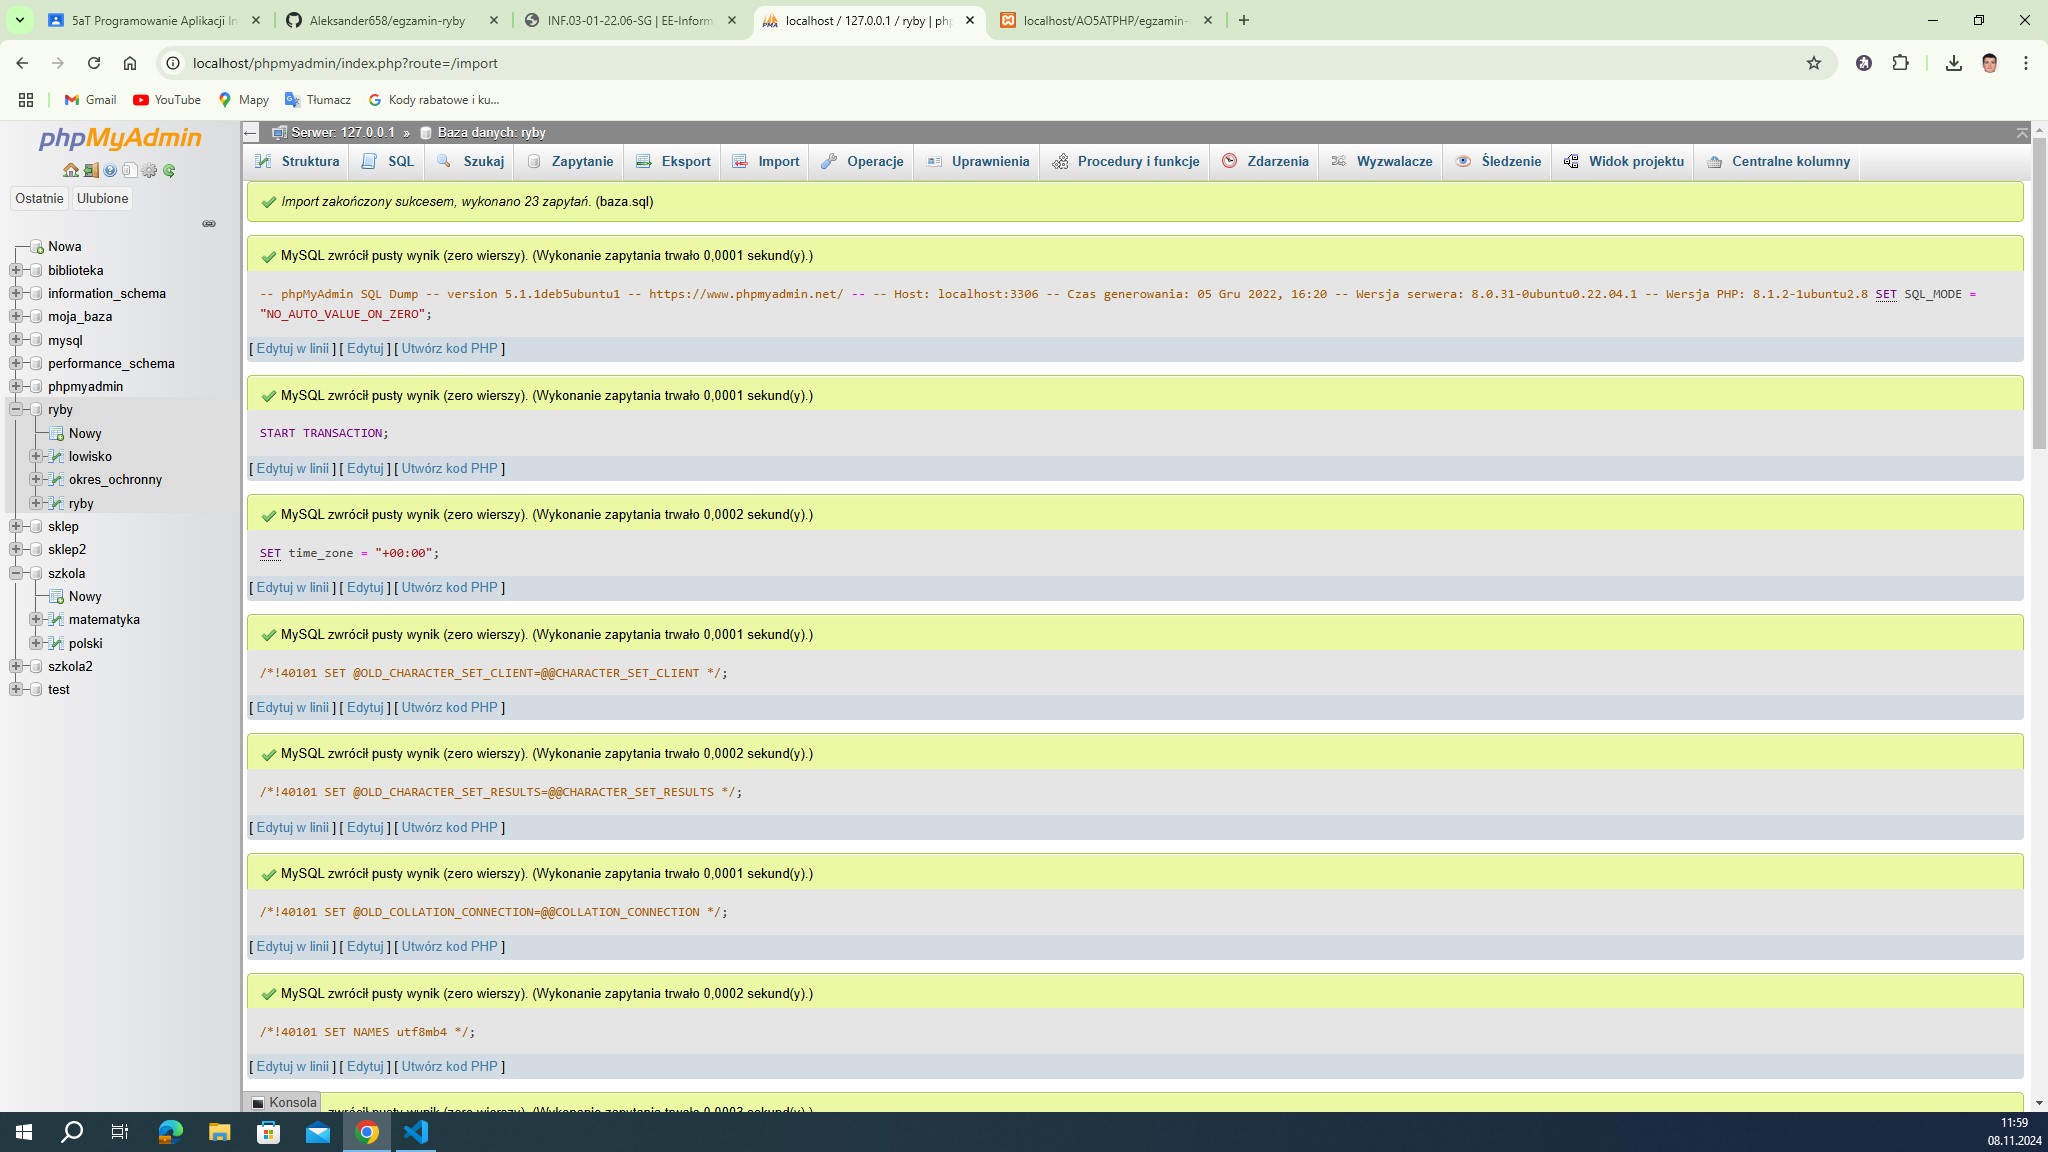 5aT Programowanie Aplikacji In
Aleksander658/egzamin-ryby
INF.03-01-22.06-SG | EE-Inform
localhost / 127.0.0.1 / ryby | php
localhost/AO5ATPHP/egzamin-
localhost/phpmyadmin/index.php?route=/import
Gmail
YouTube
Mapy
Tłumacz
Kody rabatowe i ku...
phpMyAdmin
Ostatnie
Ulubione
Nowa
biblioteka
information_schema
moja_baza
mysql
performance_schema
phpmyadmin
ryby
Nowy
lowisko
okres_ochronny
ryby
sklep
sklep2
szkola
Nowy
matematyka
polski
szkola2
test
Serwer: 127.0.0.1 » Baza danych: ryby
Struktura
SQL
Szukaj
Zapytanie
Eksport
Import
Operacje
Uprawnienia
Procedury i funkcje
Zdarzenia
Wyzwalacze
Śledzenie
Widok projektu
Centralne kolumny
Import zakończony sukcesem, wykonano 23 zapytań. (baza.sql)
MySQL zwrócił pusty wynik (zero wierszy). (Wykonanie zapytania trwało 0,0001 sekund(y).)
-- phpMyAdmin SQL Dump -- version 5.1.1deb5ubuntu1 -- https://www.phpmyadmin.net/ -- -- Host: localhost:3306 -- Czas generowania: 05 Gru 2022, 16:20 -- Wersja serwera: 8.0.31-0ubuntu0.22.04.1 -- Wersja PHP: 8.1.2-1ubuntu2.8 SET SQL_MODE =
"NO_AUTO_VALUE_ON_ZERO";
[ Edytuj w linii ] [ Edytuj ] [ Utwórz kod PHP ]
MySQL zwrócił pusty wynik (zero wierszy). (Wykonanie zapytania trwało 0,0001 sekund(y).)
START TRANSACTION;
[ Edytuj w linii ] [ Edytuj ] [ Utwórz kod PHP ]
MySQL zwrócił pusty wynik (zero wierszy). (Wykonanie zapytania trwało 0,0002 sekund(y).)
SET time_zone = "+00:00";
[ Edytuj w linii ] [ Edytuj ] [ Utwórz kod PHP ]
MySQL zwrócił pusty wynik (zero wierszy). (Wykonanie zapytania trwało 0,0001 sekund(y).)
/*!40101 SET @OLD_CHARACTER_SET_CLIENT=@@CHARACTER_SET_CLIENT */;
[ Edytuj w linii ] [ Edytuj ] [ Utwórz kod PHP ]
MySQL zwrócił pusty wynik (zero wierszy). (Wykonanie zapytania trwało 0,0002 sekund(y).)
/*!40101 SET @OLD_CHARACTER_SET_RESULTS=@@CHARACTER_SET_RESULTS */;
[ Edytuj w linii ] [ Edytuj ] [ Utwórz kod PHP ]
MySQL zwrócił pusty wynik (zero wierszy). (Wykonanie zapytania trwało 0,0001 sekund(y).)
/*!40101 SET @OLD_COLLATION_CONNECTION=@@COLLATION_CONNECTION */;
[ Edytuj w linii ] [ Edytuj ] [ Utwórz kod PHP ]
MySQL zwrócił pusty wynik (zero wierszy). (Wykonanie zapytania trwało 0,0002 sekund(y).)
/*!40101 SET NAMES utf8mb4 */;
[ Edytuj w linii ] [ Edytuj ] [ Utwórz kod PHP ]
Konsola
zwrócił pusty wynik (zero wierszy). (Wykonanie zapytania trwało 0,0003 sekund(y).)
11:59
08.11.2024